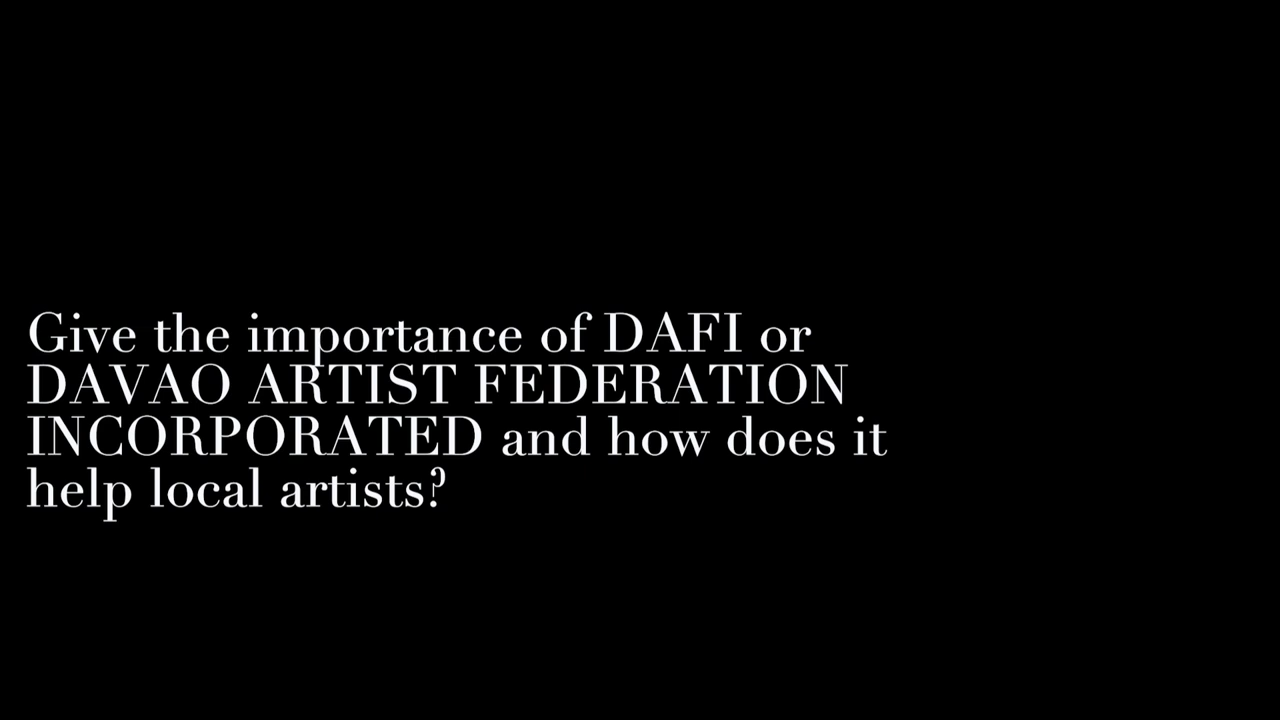 Give the importance of DAFI or
DAVAO ARTIST FEDERATION
INCORPORATED and how does it
help local artists?